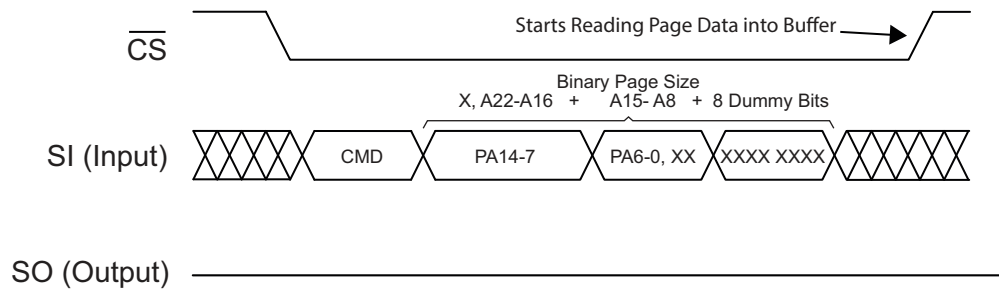 Starts Reading Page Data into Buffer
CS
Binary Page Size
X, A22-A16 + A15- A8 + 8 Dummy Bits
SI (Input)
CMD
PA14-7
PA6-0, XX
XXXX XXXX
SO (Output)